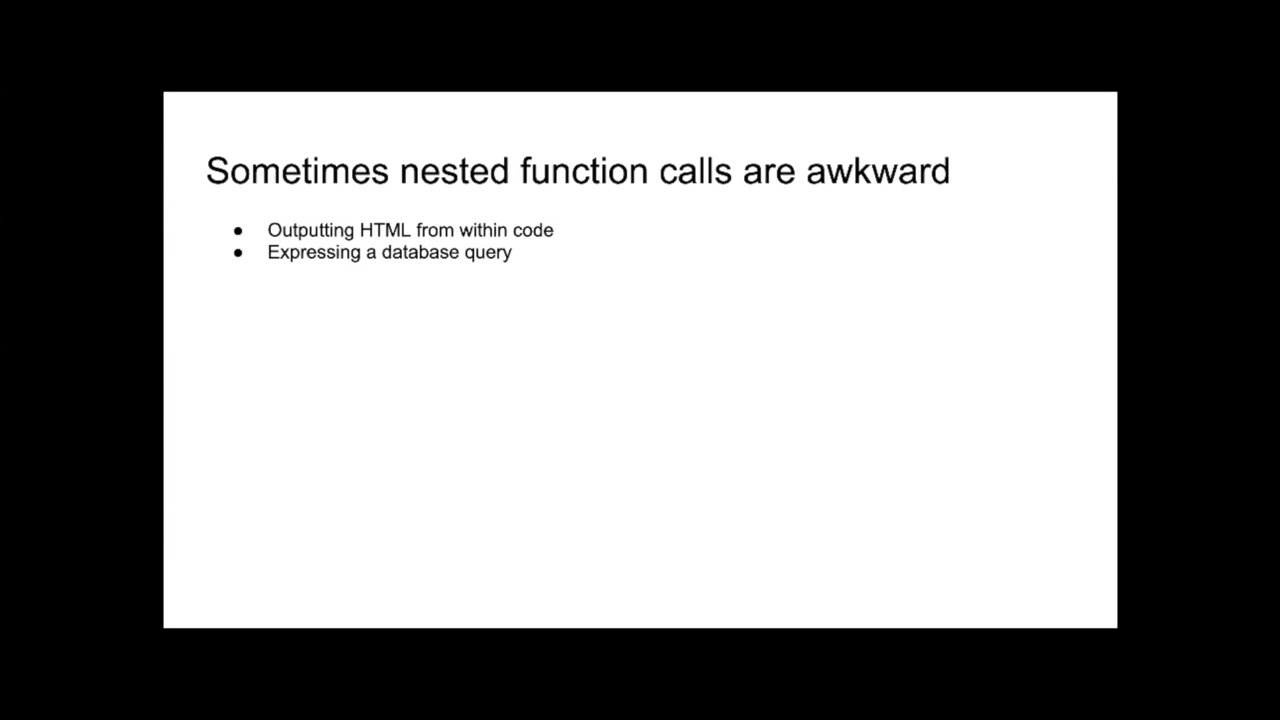 Sometimes nested function calls are awkward
● Outputting HTML from within code
● Expressing a database query